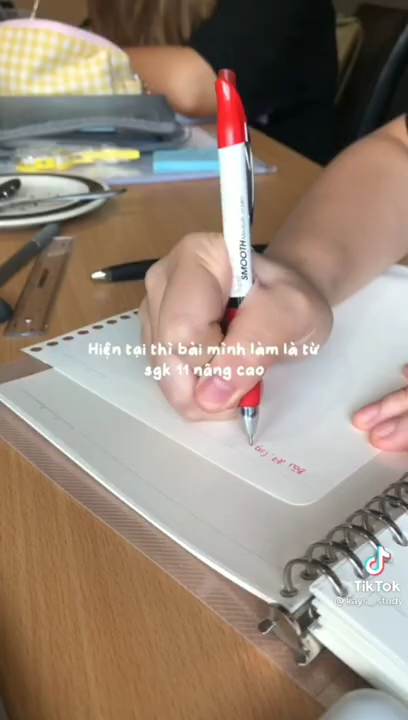 SMOOTH
Hiện tại thì bài mình làm là từ
sgk 11 nâng cao
TikTok